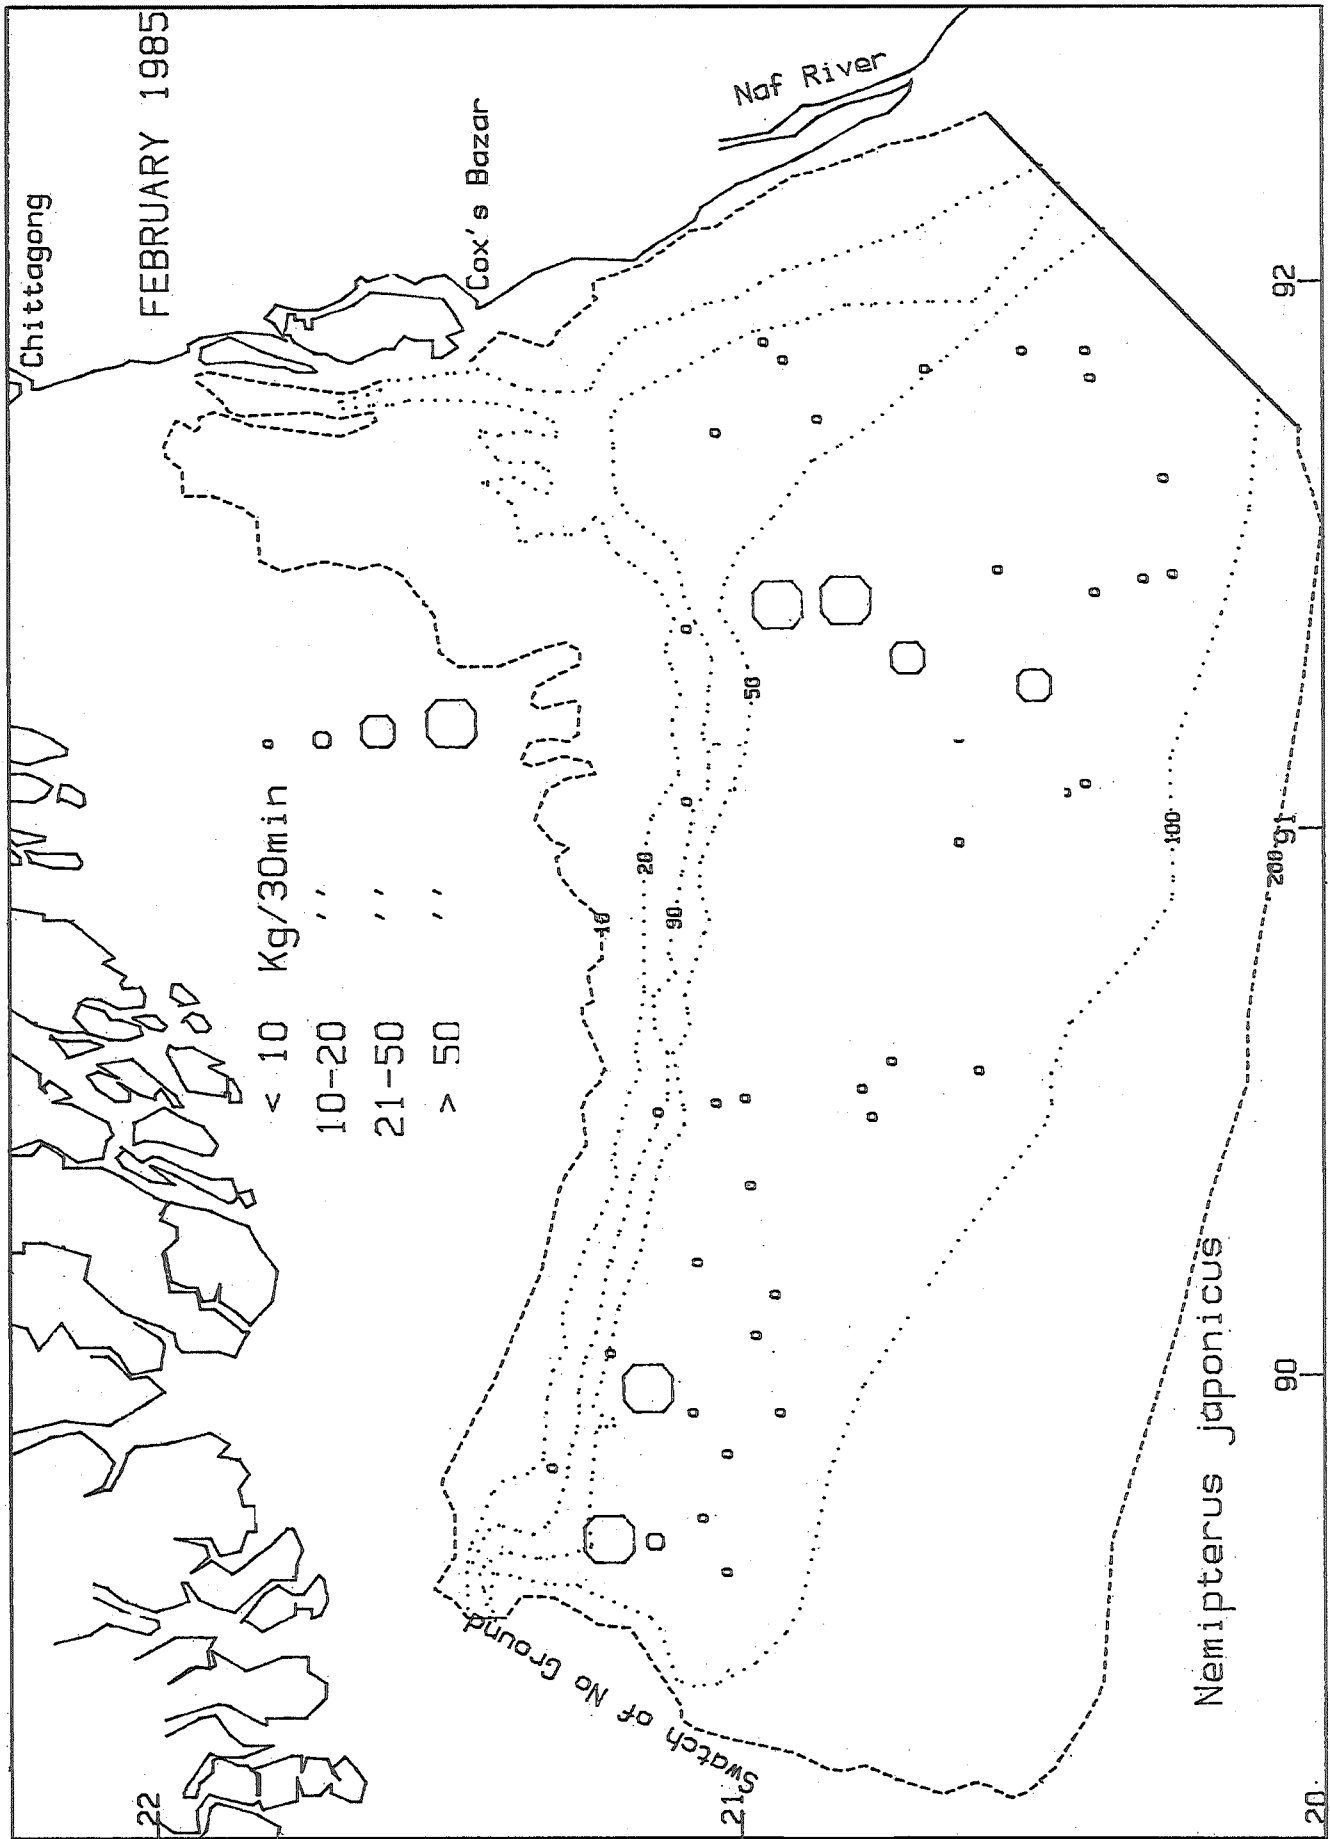 Chittagong
FEBRUARY 1985
Cox's Bazar
Naf River
< 10 Kg/30min
10-20 ,,
21-50 ,,
> 50 ,,
10
20
90
50
100
200
Swatch of No Ground
Nemipterus japonicus
22
21
20
90
91
92